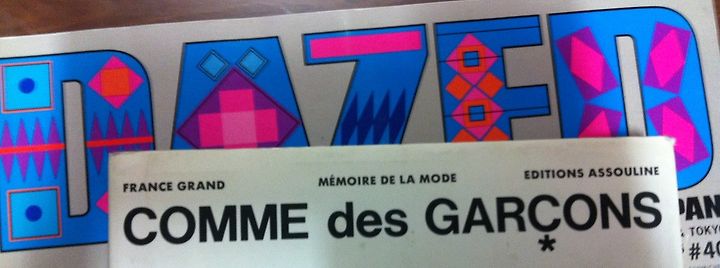 DAZED
FRANCE GRAND MÉMOIRE DE LA MODE EDITIONS ASSOULINE
COMME des GARÇONS
*
PAN
TOKYO
#40